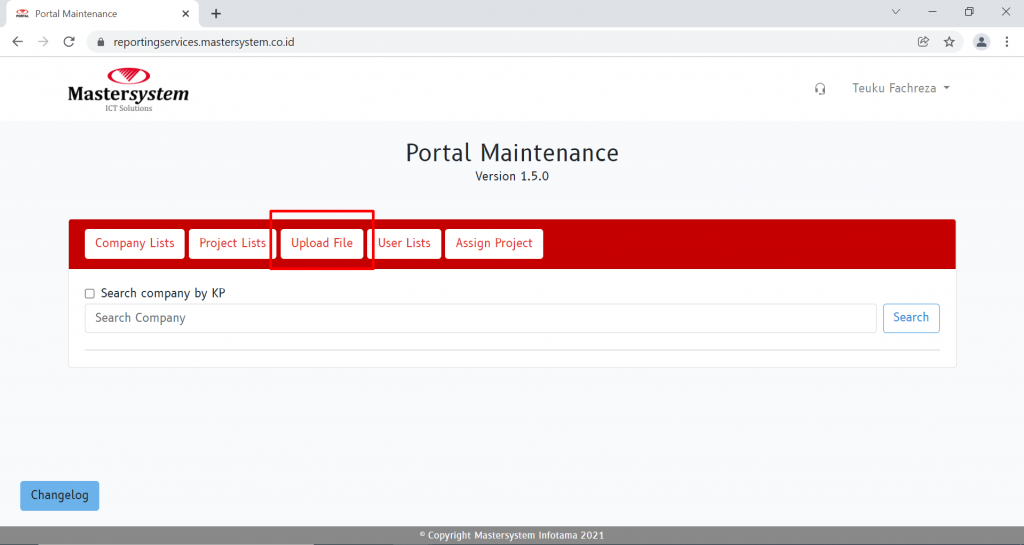 Portal Maintenance
reportingservices.mastersystem.co.id
Mastersystem
ICT Solutions
Teuku Fachreza
Portal Maintenance
Version 1.5.0
Company Lists Project Lists Upload File User Lists Assign Project
Search company by KP
Search Company Search
Changelog
© Copyright Mastersystem Infotama 2021